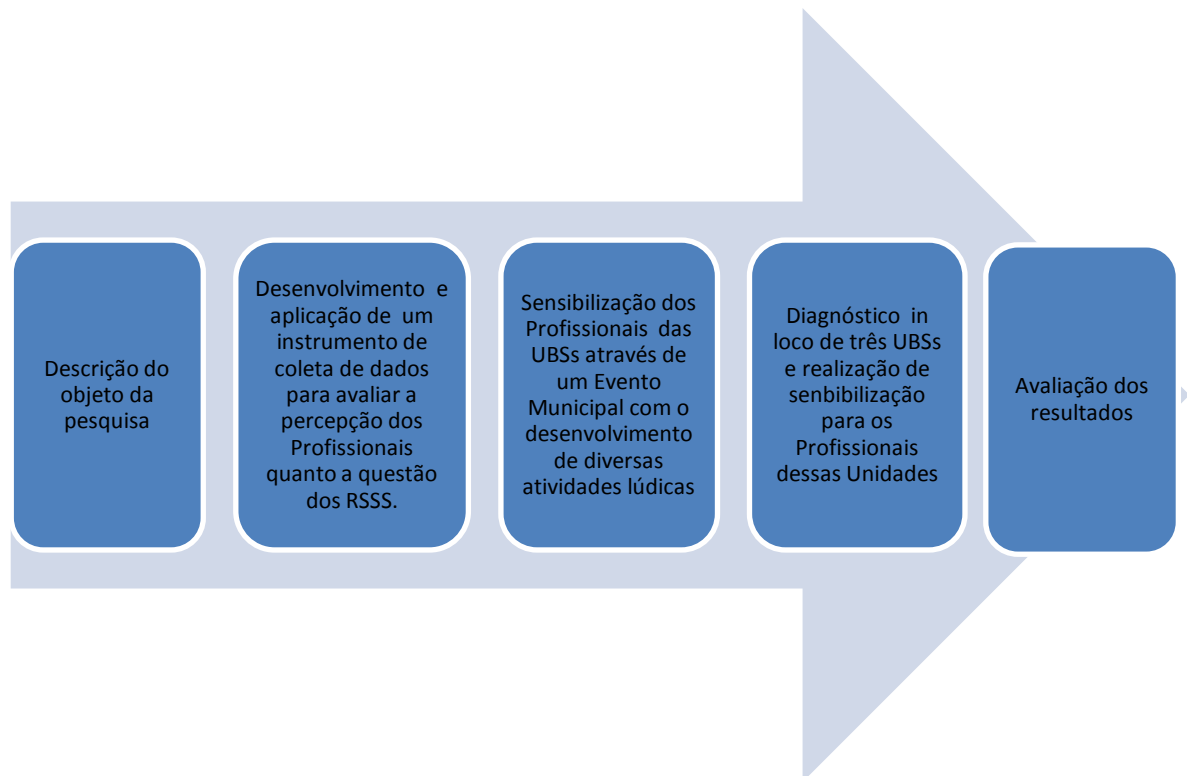 Descrição do
objeto da
pesquisa
Desenvolvimento e
aplicação de um
instrumento de
coleta de dados
para avaliar a
percepção dos
Profissionais
quanto a questão
dos RSSS.
Sensibilização dos
Profissionais das
UBSs através de
um Evento
Municipal com o
desenvolvimento
de diversas
atividades lúdicas
Diagnóstico in
loco de três UBSs
e realização de
senbibilização
para os
Profissionais
dessas Unidades
Avaliação dos
resultados